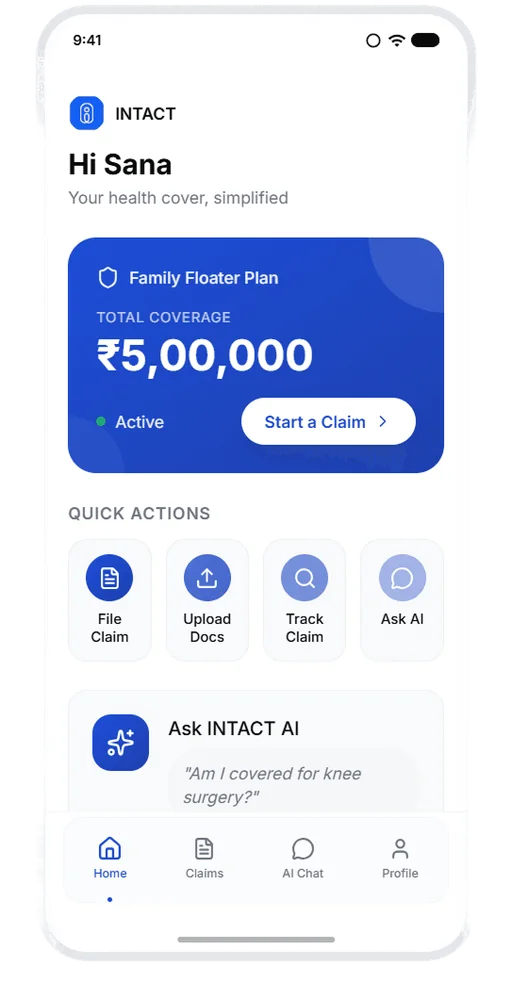 9:41
INTACT
Hi Sana
Your health cover, simplified
Family Floater Plan
TOTAL COVERAGE
₹5,00,000
Active
Start a Claim
QUICK ACTIONS
File
Claim
Upload
Docs
Track
Claim
Ask AI
Ask INTACT AI
"Am I covered for knee
surgery?"
Home
Claims
AI Chat
Profile